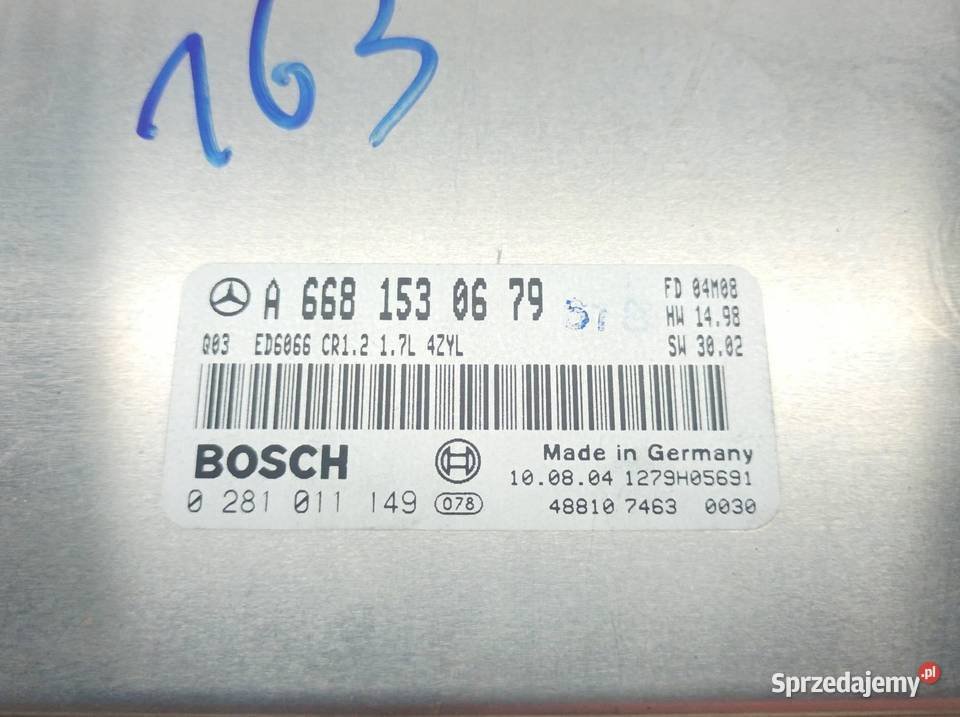 163
A 668 153 06 79
FD 04M08
HW 14.98
Q03 ED6066 CR1.2 1.7L 4ZYL
SW 30.02
BOSCH
Made in Germany
10.08.04 1279H05691
0 281 011 149 078
48810 7463 0030
Sprzedajemy.pl